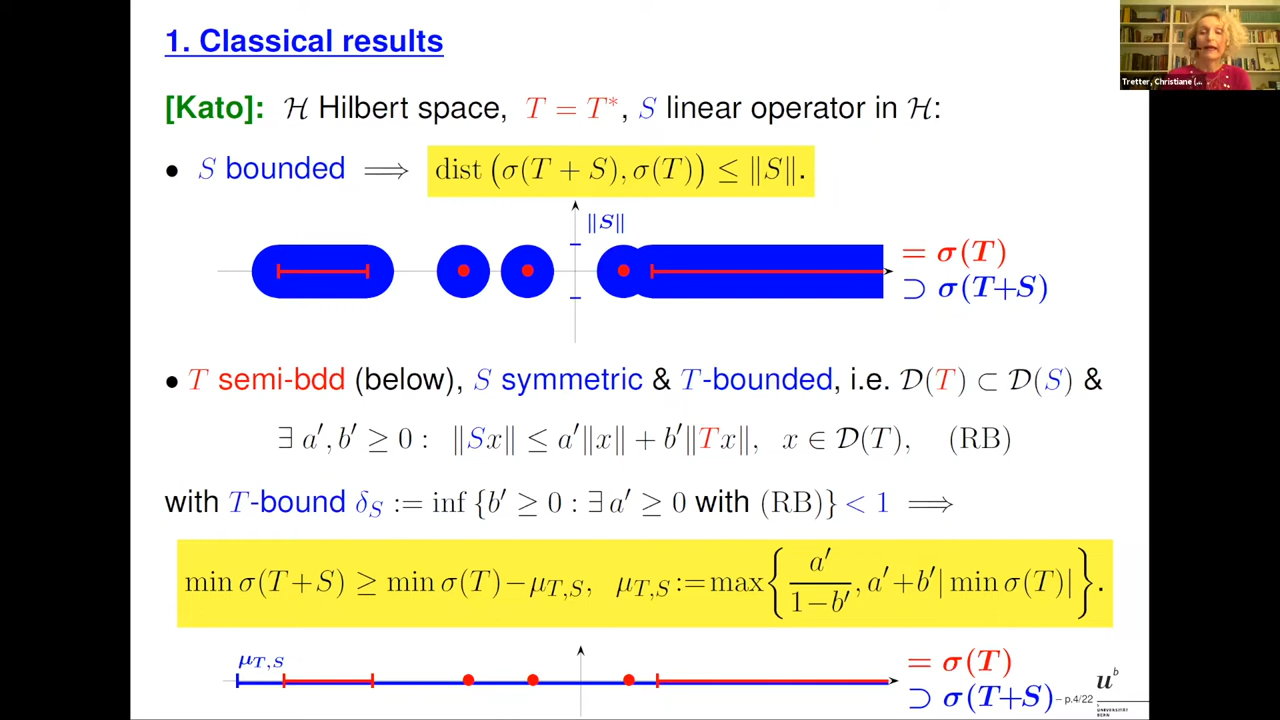 1. Classical results
[Kato]: ℋ Hilbert space, T = T*, S linear operator in ℋ:
• S bounded ⟹ dist (σ(T + S), σ(T)) ≤ ‖S‖.
‖S‖
= σ(T)
⊃ σ(T+S)
• T semi-bdd (below), S symmetric & T-bounded, i.e. 𝒟(T) ⊂ 𝒟(S) &
∃ a′, b′ ≥ 0 : ‖Sx‖ ≤ a′‖x‖ + b′‖Tx‖, x ∈ 𝒟(T), (RB)
with T-bound δ_S := inf {b′ ≥ 0 : ∃ a′ ≥ 0 with (RB)} < 1 ⟹
min σ(T+S) ≥ min σ(T) − μ_{T,S}, μ_{T,S} := max{ a′/(1−b′), a′+b′| min σ(T)| }.
μ_{T,S}
= σ(T)
⊃ σ(T+S)
– p.4/22
u^b
UNIVERSITÄT
BERN
Tretter, Christiane (...